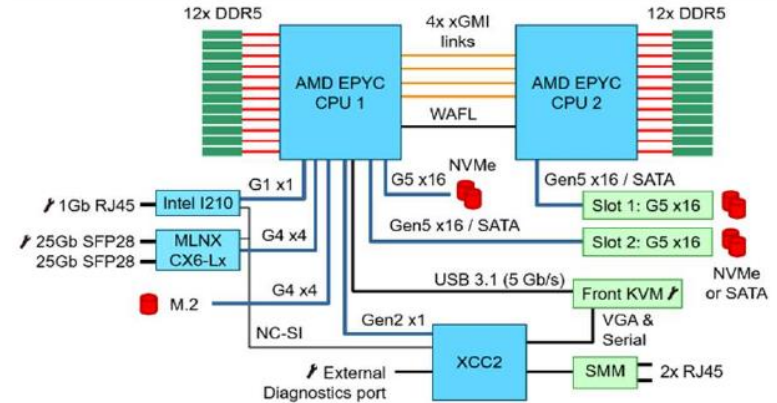 12x DDR5
4x xGMI
links
12x DDR5
AMD EPYC
CPU 1
AMD EPYC
CPU 2
WAFL
NVMe
G1 x1
G5 x16
Gen5 x16 / SATA
1Gb RJ45
Intel I210
Slot 1: G5 x16
Gen5 x16 / SATA
25Gb SFP28
25Gb SFP28
MLNX
CX6-Lx
G4 x4
Slot 2: G5 x16
NVMe
or SATA
USB 3.1 (5 Gb/s)
Front KVM
M.2
G4 x4
Gen2 x1
VGA &
Serial
NC-SI
XCC2
External
Diagnostics port
SMM
2x RJ45